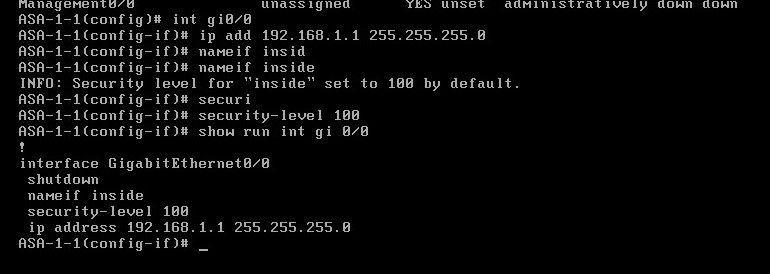 Management0/0 unassigned YES unset administratively down down
ASA-1-1(config)# int gi0/0
ASA-1-1(config-if)# ip add 192.168.1.1 255.255.255.0
ASA-1-1(config-if)# nameif insid
ASA-1-1(config-if)# nameif inside
INFO: Security level for "inside" set to 100 by default.
ASA-1-1(config-if)# securi
ASA-1-1(config-if)# security-level 100
ASA-1-1(config-if)# show run int gi 0/0
!
interface GigabitEthernet0/0
 shutdown
 nameif inside
 security-level 100
 ip address 192.168.1.1 255.255.255.0
ASA-1-1(config-if)# _